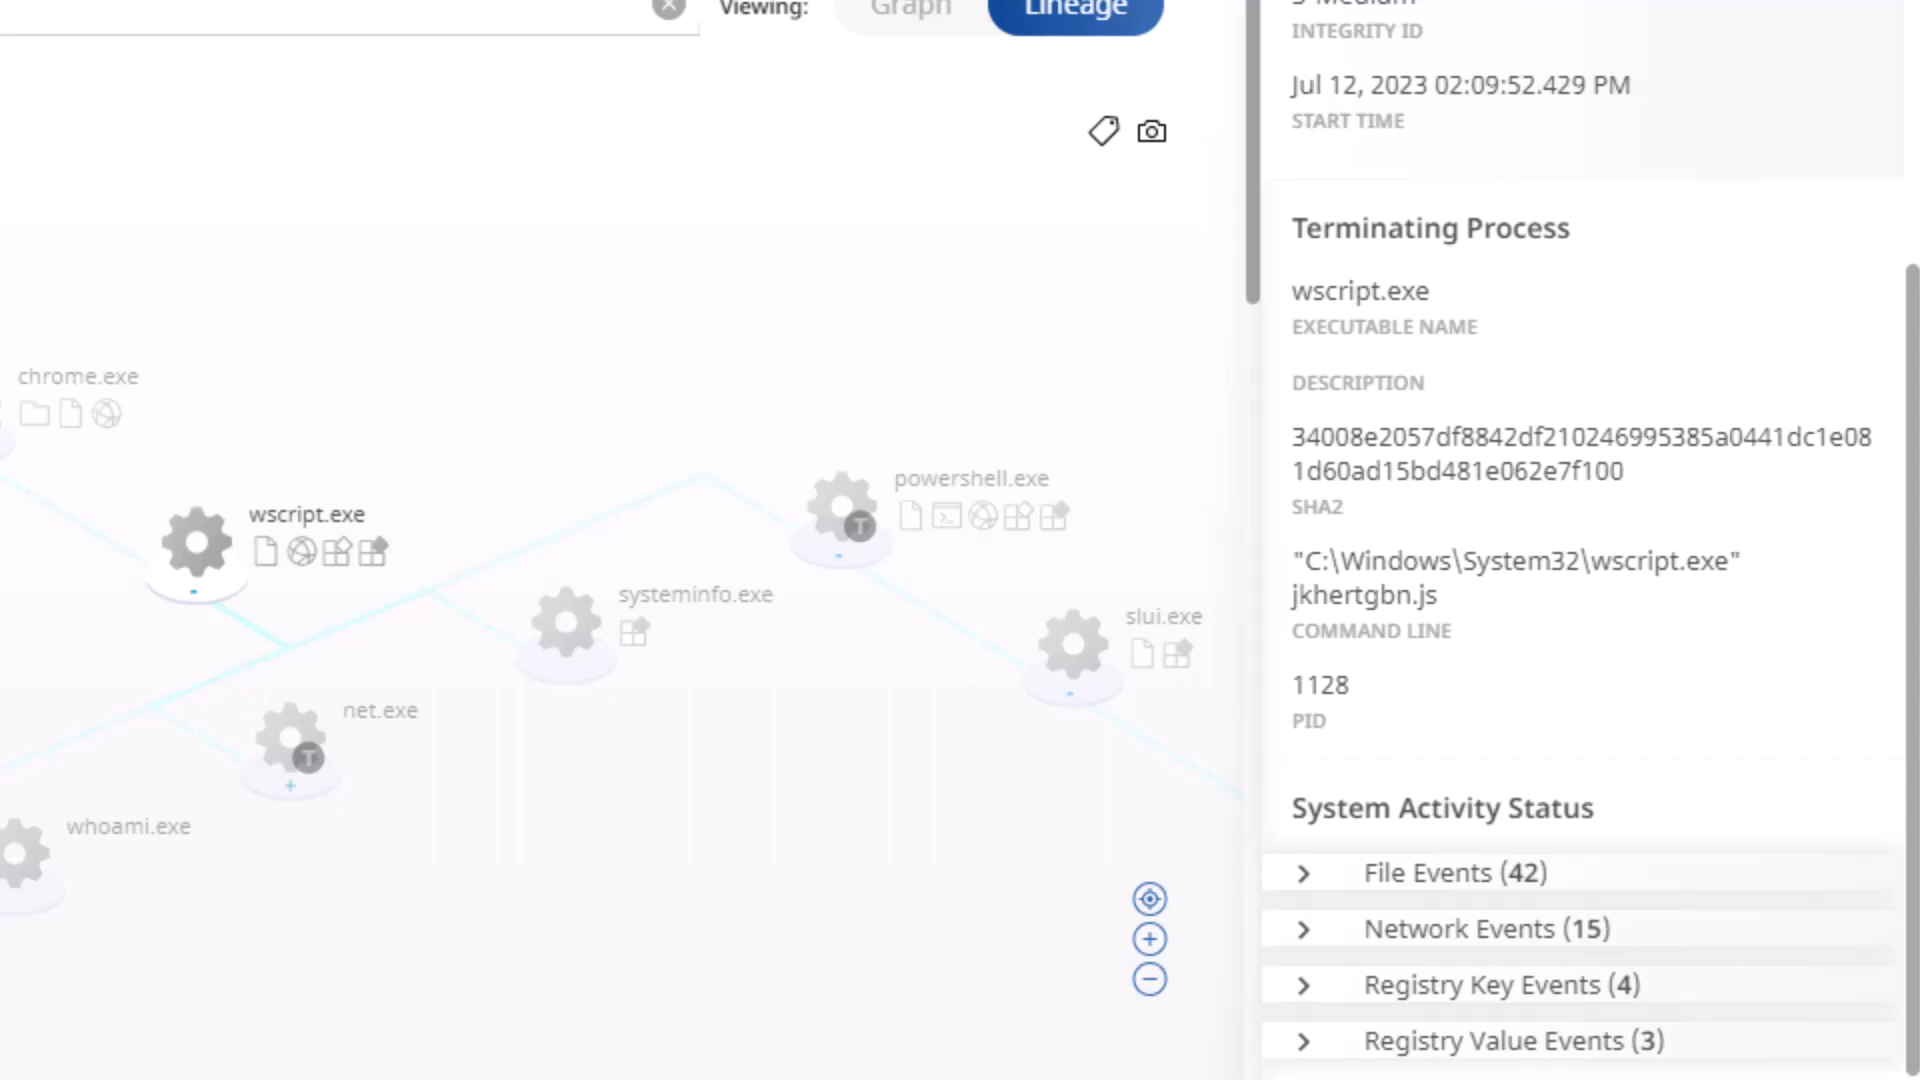 Viewing:
Graph
Lineage
chrome.exe
wscript.exe
powershell.exe
T
systeminfo.exe
slui.exe
net.exe
T
whoami.exe
3-Medium
INTEGRITY ID
Jul 12, 2023 02:09:52.429 PM
START TIME
Terminating Process
wscript.exe
EXECUTABLE NAME
DESCRIPTION
34008e2057df8842df210246995385a0441dc1e08
1d60ad15bd481e062e7f100
SHA2
"C:\Windows\System32\wscript.exe"
jkhertgbn.js
COMMAND LINE
1128
PID
System Activity Status
File Events (42)
Network Events (15)
Registry Key Events (4)
Registry Value Events (3)